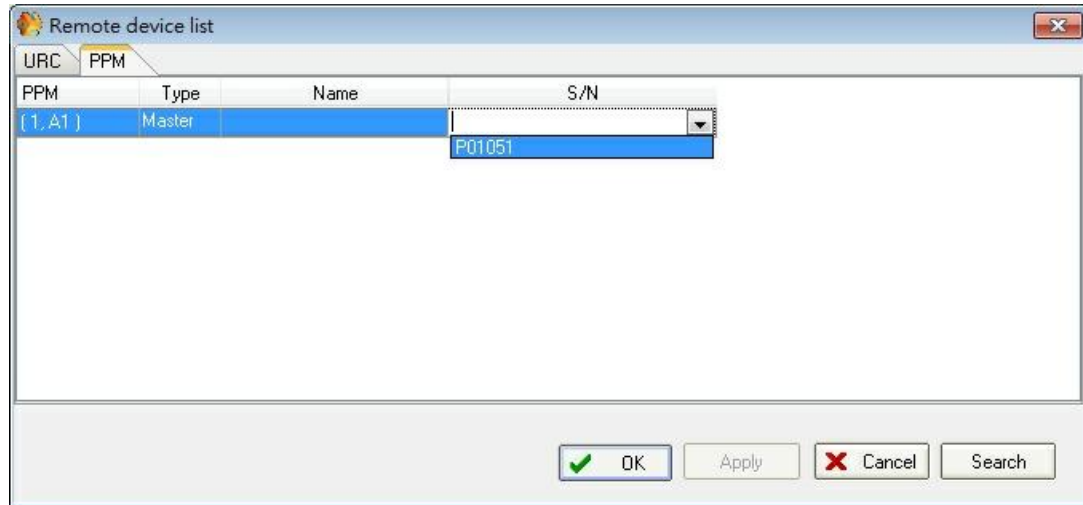 Remote device list
URC PPM
PPM Type Name S/N
( 1, A1 ) Master
P01051
OK Apply Cancel Search